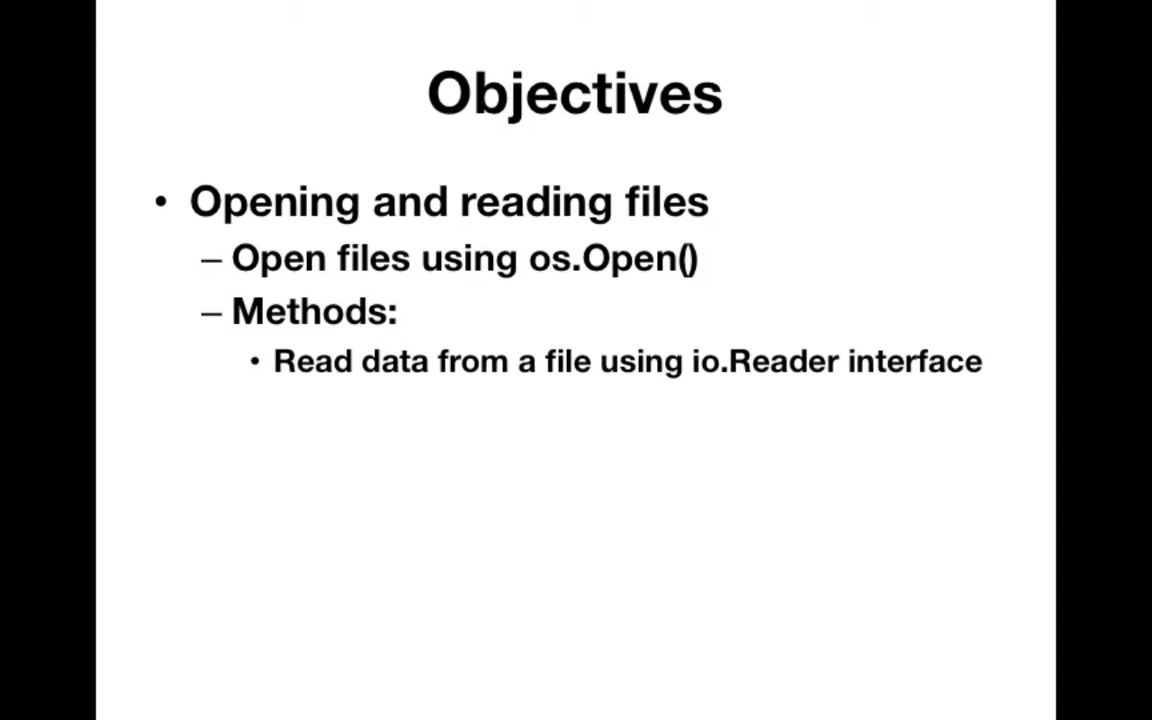 Objectives
• Opening and reading files
– Open files using os.Open()
– Methods:
• Read data from a file using io.Reader interface